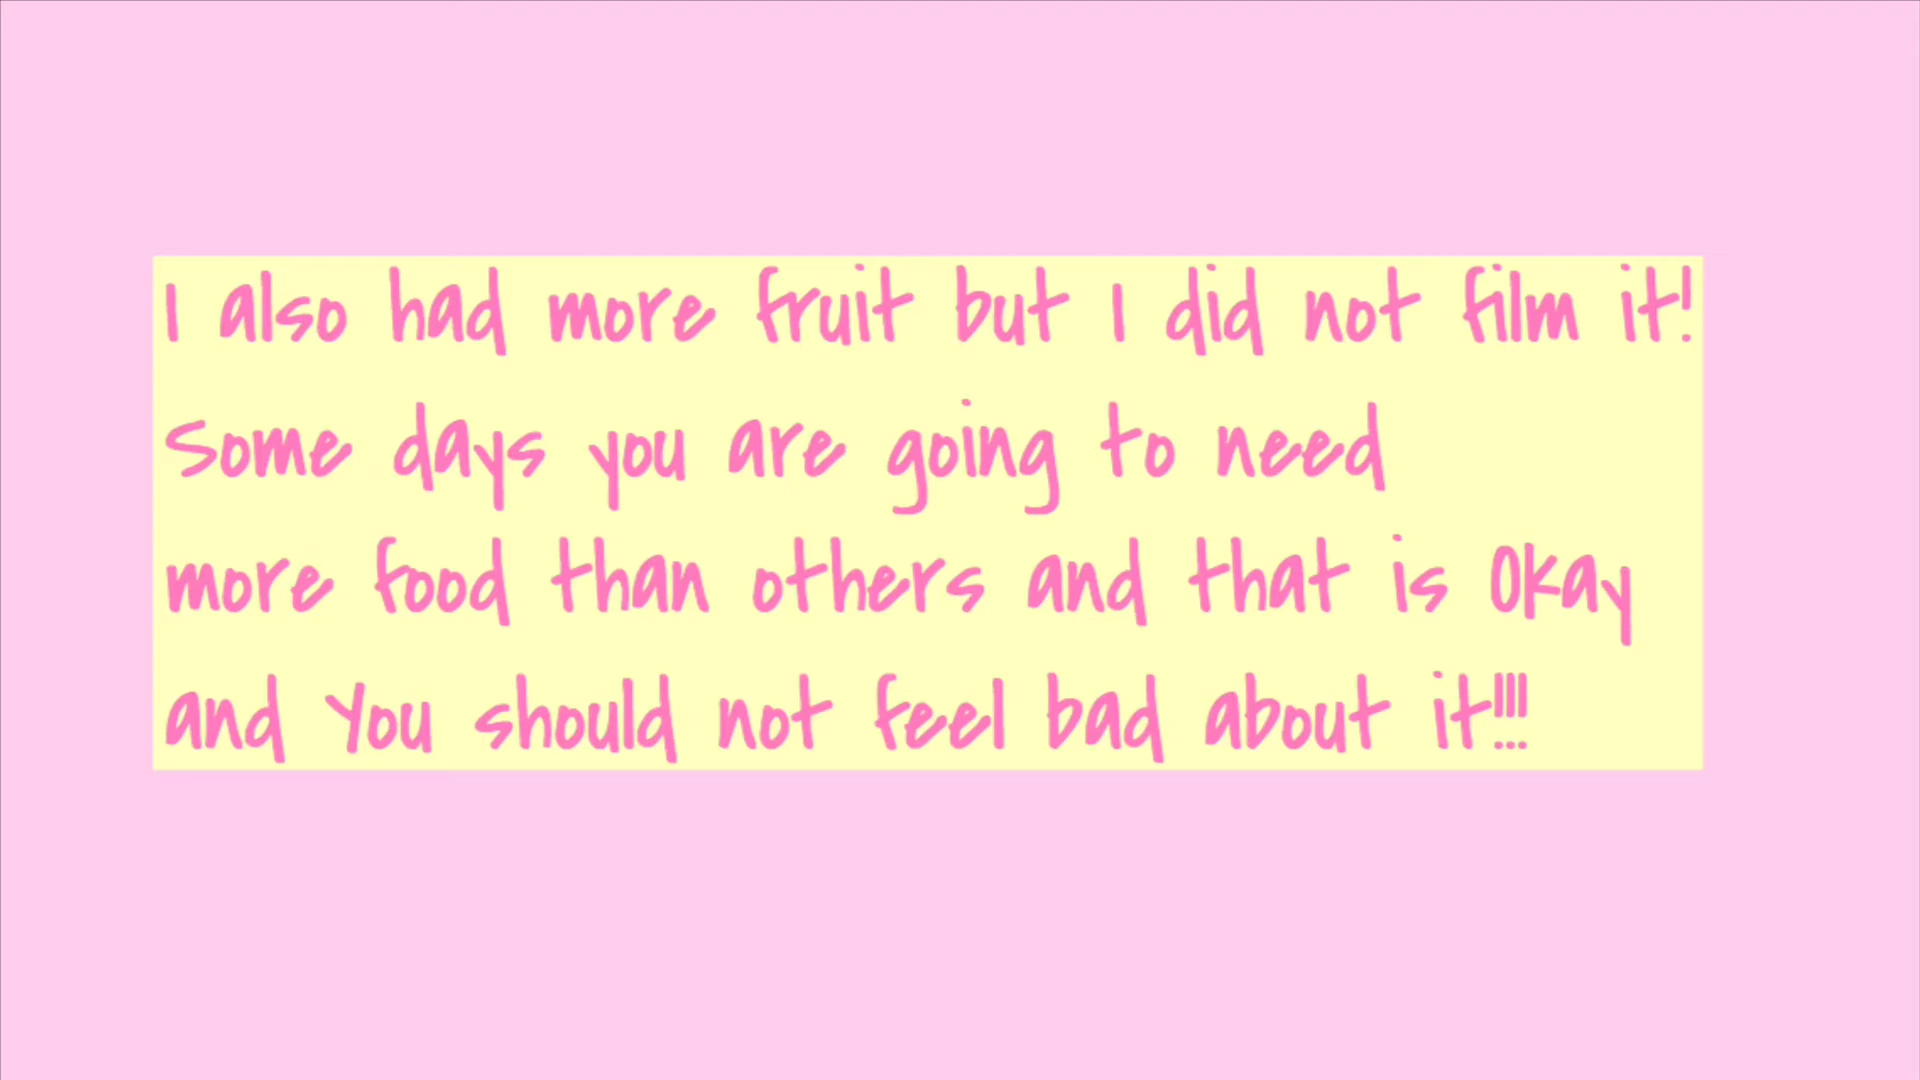 I also had more fruit but I did not film it!
Some days you are going to need
more food than others and that is Okay
and You should not feel bad about it!!!